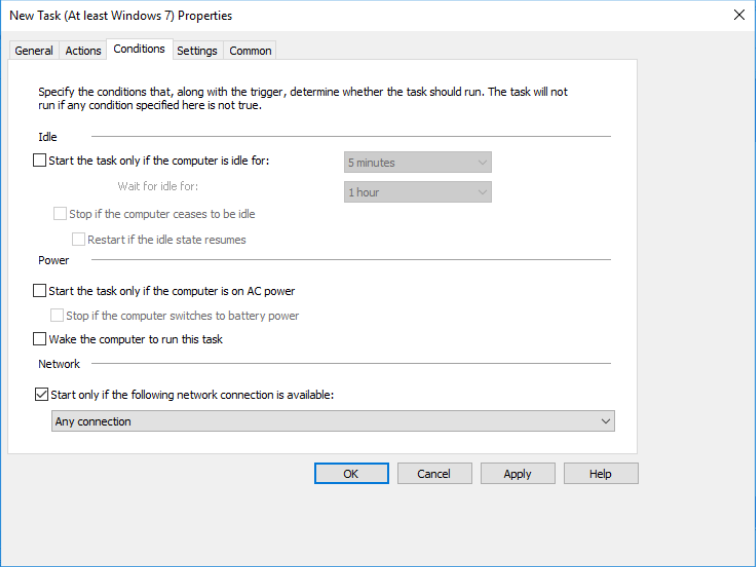 New Task (At least Windows 7) Properties
General Actions Conditions Settings Common
Specify the conditions that, along with the trigger, determine whether the task should run. The task will not
run if any condition specified here is not true.
Idle
Start the task only if the computer is idle for: 5 minutes
Wait for idle for: 1 hour
Stop if the computer ceases to be idle
Restart if the idle state resumes
Power
Start the task only if the computer is on AC power
Stop if the computer switches to battery power
Wake the computer to run this task
Network
Start only if the following network connection is available:
Any connection
OK Cancel Apply Help